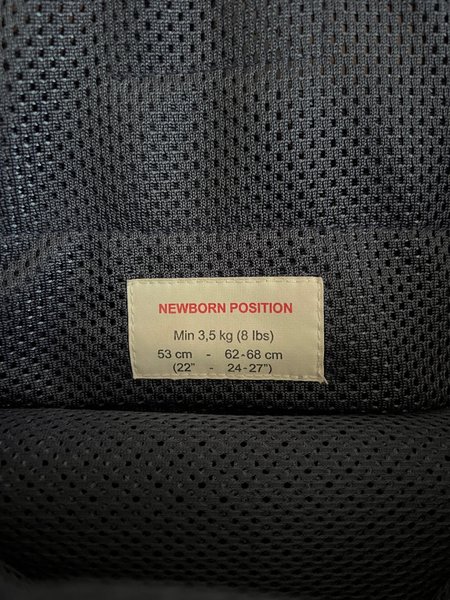 NEWBORN POSITION
Min 3,5 kg (8 lbs)
53 cm - 62-68 cm
(22" - 24-27")